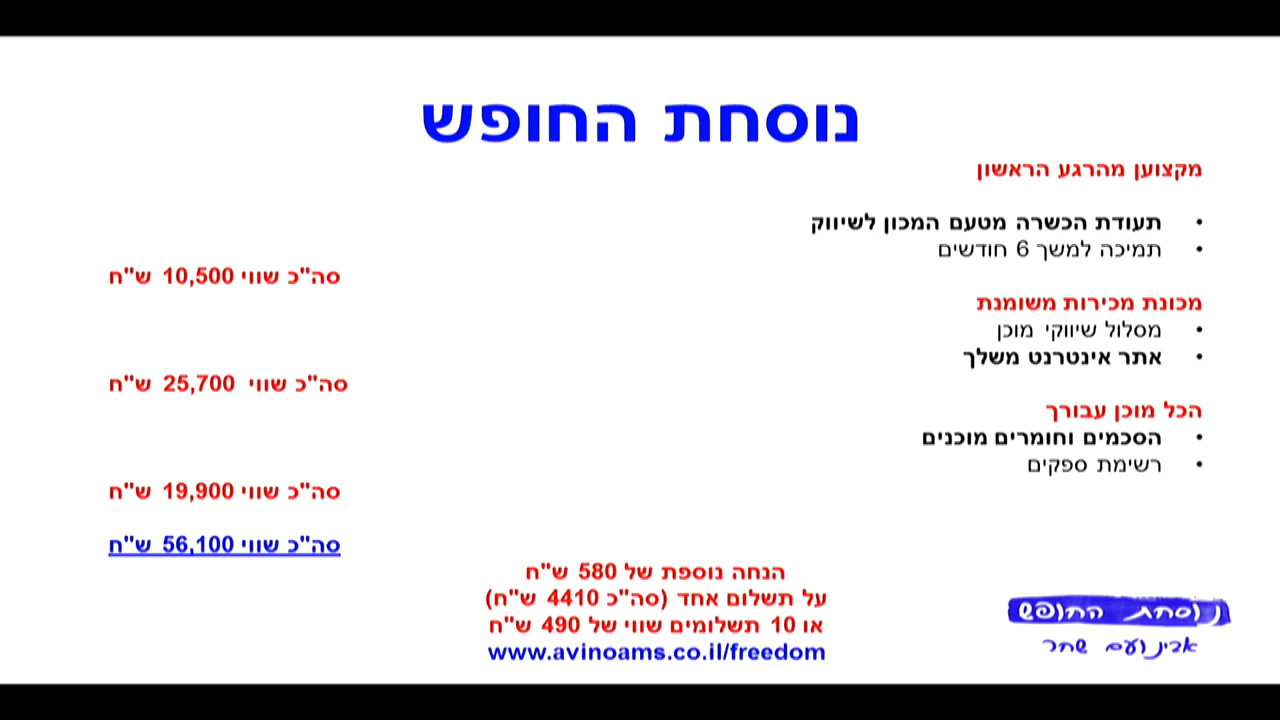 נוסחת החופש
מקצוען מהרגע הראשון
• תעודת הכשרה מטעם המכון לשיווק
• תמיכה למשך 6 חודשים
סה"כ שווי 10,500 ש"ח
מכונת מכירות משומנת
• מסלול שיווקי מוכן
• אתר אינטרנט משלך
סה"כ שווי 25,700 ש"ח
הכל מוכן עבורך
• הסכמים וחומרים מוכנים
• רשימת ספקים
סה"כ שווי 19,900 ש"ח
סה"כ שווי 56,100 ש"ח
הנחה נוספת של 580 ש"ח
על תשלום אחד (סה"כ 4410 ש"ח)
או 10 תשלומים שווי של 490 ש"ח
www.avinoams.co.il/freedom
נוסחת החופש
אבינועם שחר